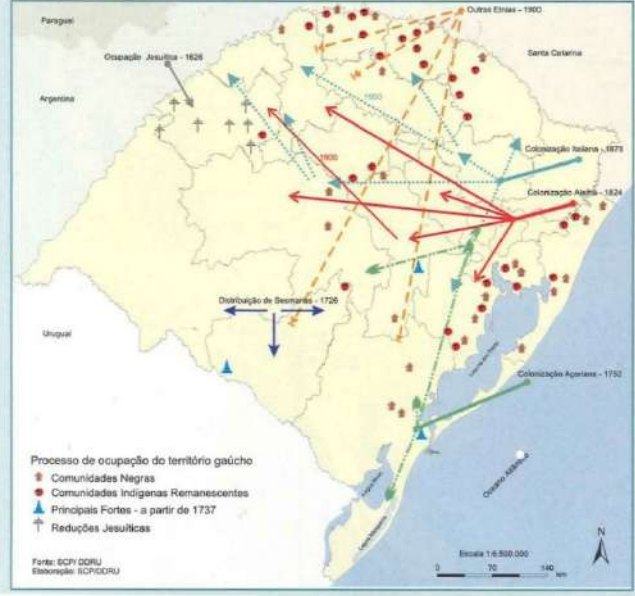 Paraguai
Outras Etnias - 1900
Santa Catarina
Ocupação Jesuítica - 1626
Argentina
1900
Colonização Italiana - 1875
1900
Colonização Alemã - 1824
Distribuição de Sesmarias - 1726
Uruguai
Colonização Açoriana - 1752
Oceano Atlântico
Processo de ocupação do território gaúcho
Comunidades Negras
Comunidades Indígenas Remanescentes
Principais Fortes - a partir de 1737
Reduções Jesuíticas
N
Escala 1:6.500.000
0 70 140
km
Fonte: SCP/ DDRU
Elaboração: SCP/DDRU